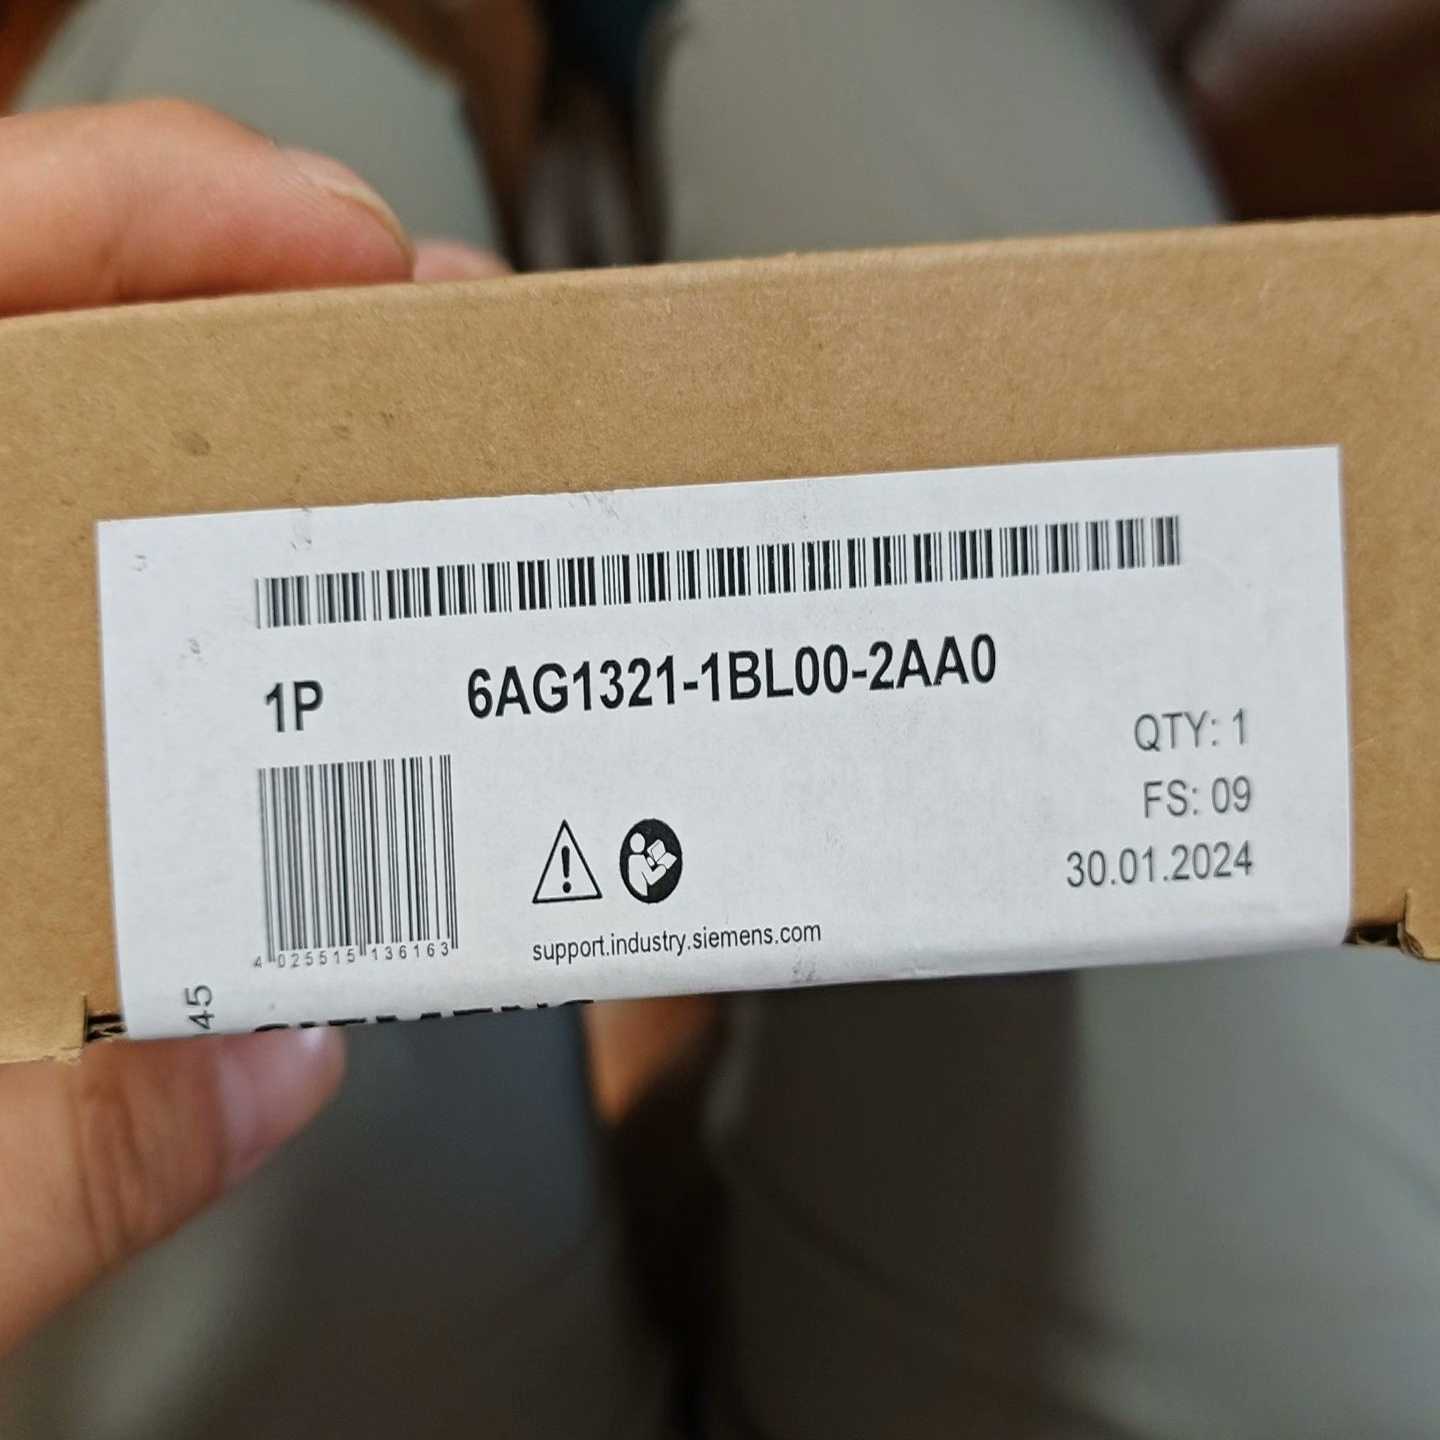 1P 6AG1321-1BL00-2AA0
QTY: 1
FS: 09
30.01.2024
4 025515 136163
support.industry.siemens.com
45
SIEMENS